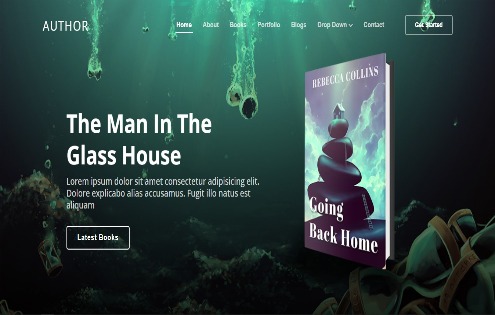 AUTHOR
Home About Books Portfolio Blogs Drop Down Contact Get Started
REBECCA COLLINS
The Man In The
Glass House
Lorem ipsum dolor sit amet consectetur adipisicing elit.
Dolore explicabo alias accusamus. Fugit illo natus est
aliquam
Latest Books
Going
Back Home